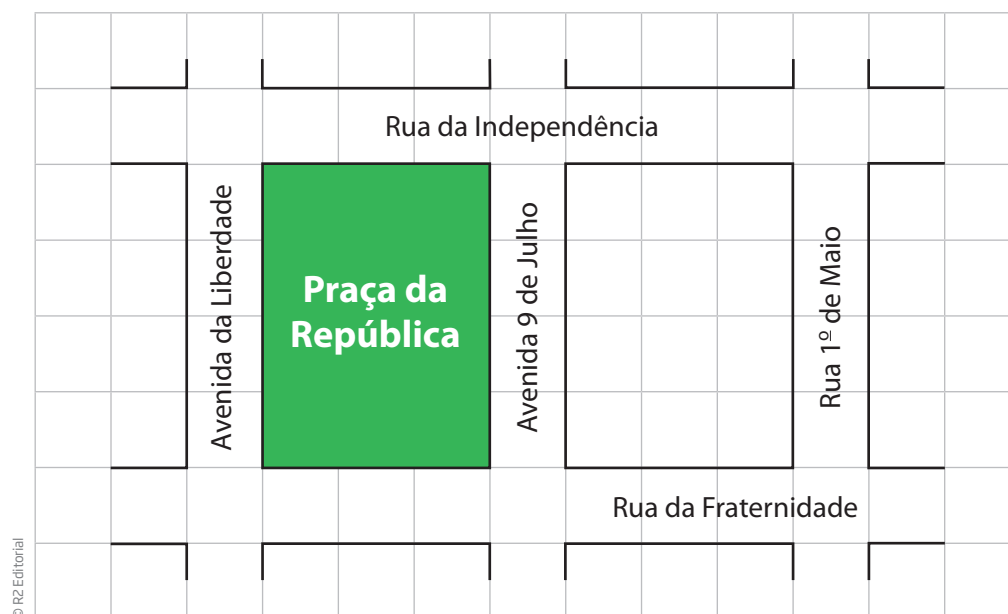 Rua da Independência
Avenida da Liberdade
Praça da
República
Avenida 9 de Julho
Rua 1º de Maio
Rua da Fraternidade
© R2 Editorial